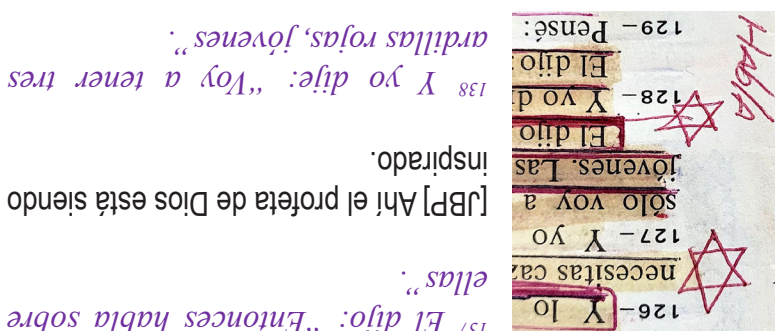 126– Y lo
necesitas caz
127– Y yo
sólo voy a
jóvenes. Las
El dijo
128– Y yo d
El dijo
129– Pensé:
Habla
137 El dijo: "Entonces habla sobre
ellas".
[JBP] Ahí el profeta de Dios está siendo
inspirado.
138 Y yo dije: "Voy a tener tres
ardillas, rojas, jóvenes".